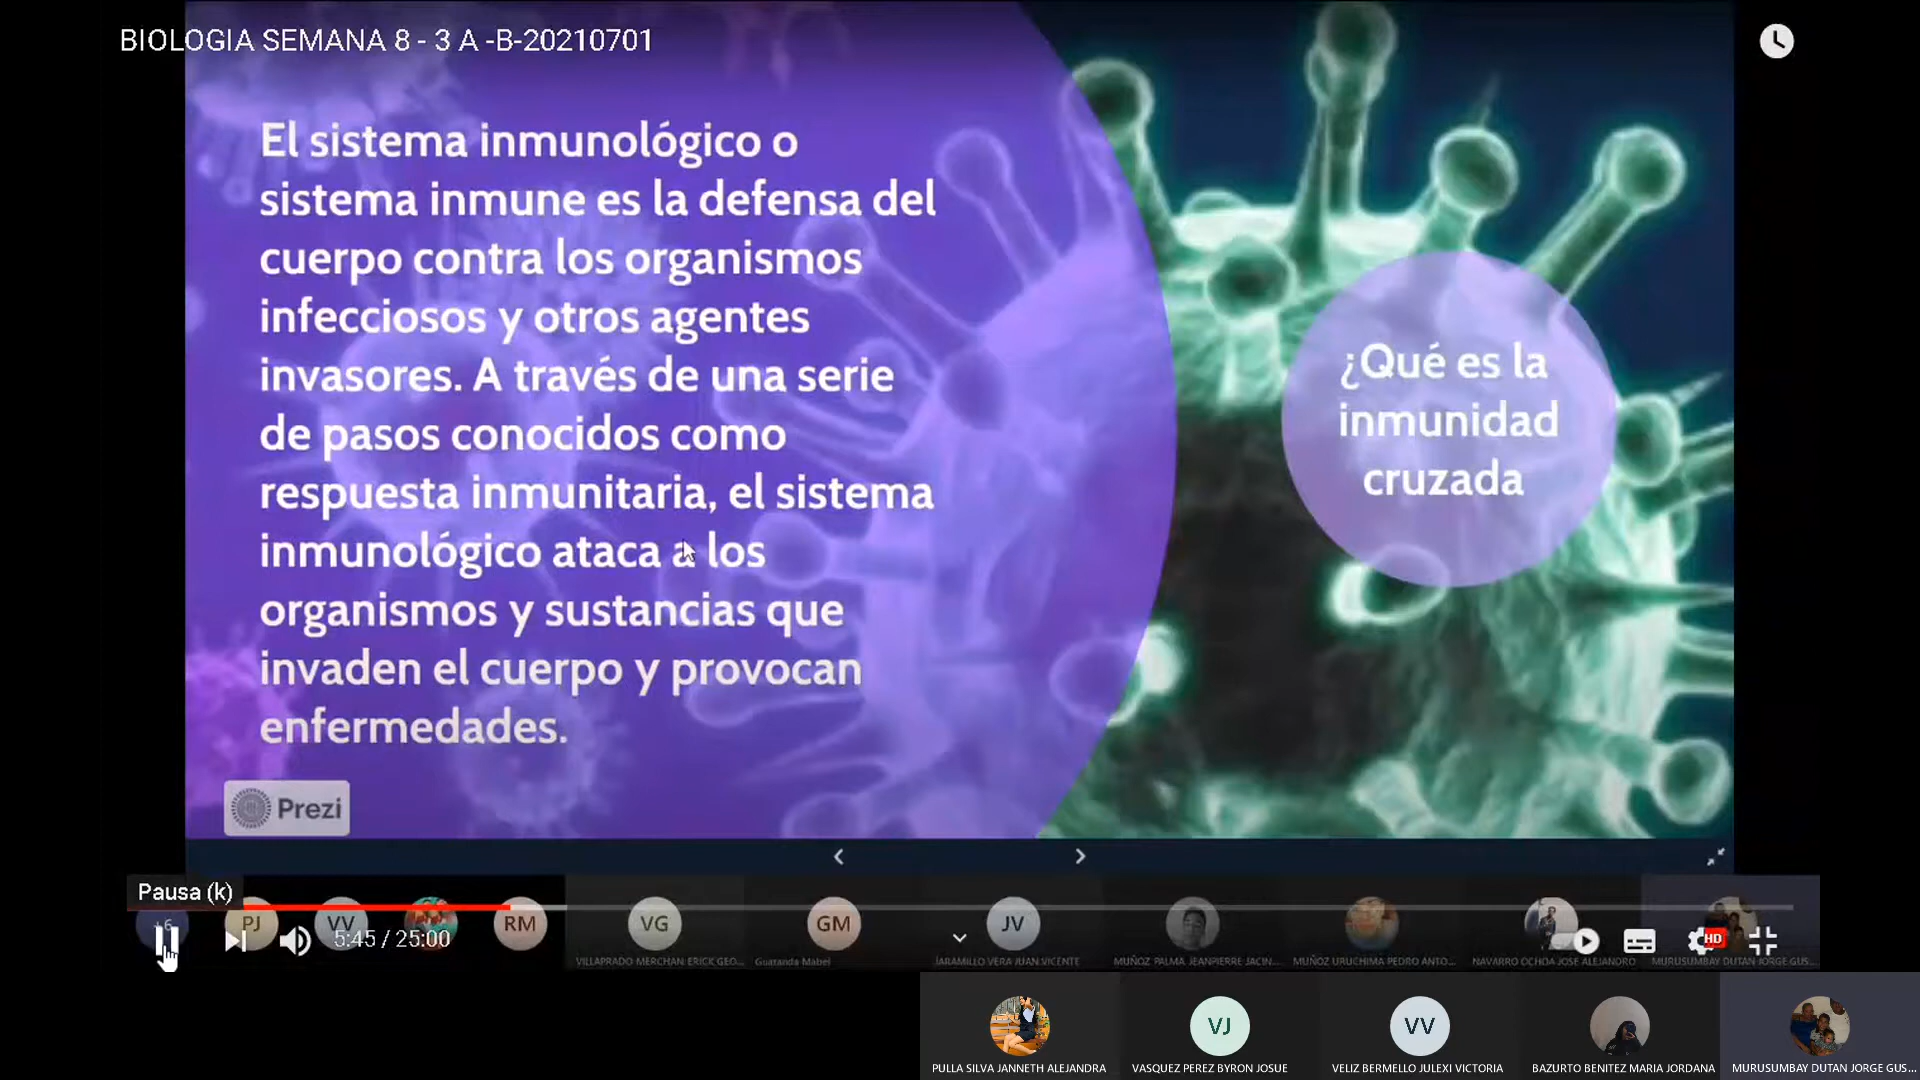 BIOLOGIA SEMANA 8 - 3 A -B-20210701
El sistema inmunológico o
sistema inmune es la defensa del
cuerpo contra los organismos
infecciosos y otros agentes
invasores. A través de una serie
de pasos conocidos como
respuesta inmunitaria, el sistema
inmunológico ataca a los
organismos y sustancias que
invaden el cuerpo y provocan
enfermedades.
¿Qué es la
inmunidad
cruzada
Prezi
Pausa (k)
+6
PJ
VV
RM
VG
GM
JV
5:45 / 25:00
HD
VILLAPRADO MERCHAN ERICK GEO...
Guaranda Mabel
JARAMILLO VERA JUAN VICENTE
MUÑOZ PALMA JEANPIERRE JACIN...
MUÑOZ URUCHIMA PEDRO ANTO...
NAVARRO OCHOA JOSE ALEJANDRO
MURUSUMBAY DUTAN JORGE GUS...
VJ
VV
PULLA SILVA JANNETH ALEJANDRA
VASQUEZ PEREZ BYRON JOSUE
VELIZ BERMELLO JULEXI VICTORIA
BAZURTO BENITEZ MARIA JORDANA
MURUSUMBAY DUTAN JORGE GUS...